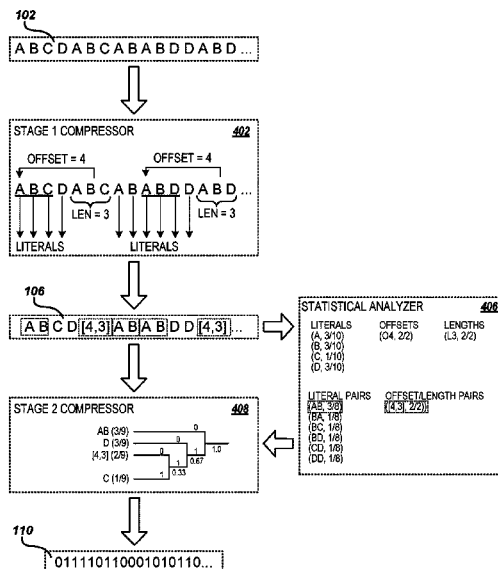 102
A B C D A B C A B A B D D A B D ...
STAGE 1 COMPRESSOR 402
OFFSET = 4 OFFSET = 4
A B C D A B C A B A B D D A B D ...
LEN = 3 LEN = 3
LITERALS LITERALS
106
A B C D [4,3] A B A B D D [4,3] ...
STATISTICAL ANALYZER 406
LITERALS OFFSETS LENGTHS
(A, 3/10) (O4, 2/2) (L3, 2/2)
(B, 3/10)
(C, 1/10)
(D, 3/10)
LITERAL PAIRS OFFSET/LENGTH PAIRS
(AB, 3/8) ([4,3], 2/2)
(BA, 1/8)
(BC, 1/8)
(BD, 1/8)
(CD, 1/8)
(DD, 1/8)
STAGE 2 COMPRESSOR 408
AB (3/9) 0
D (3/9) 0
[4,3] (2/9) 0 1 1.0
1 0.67
C (1/9) 1 0.33
110
0111101100010101110...